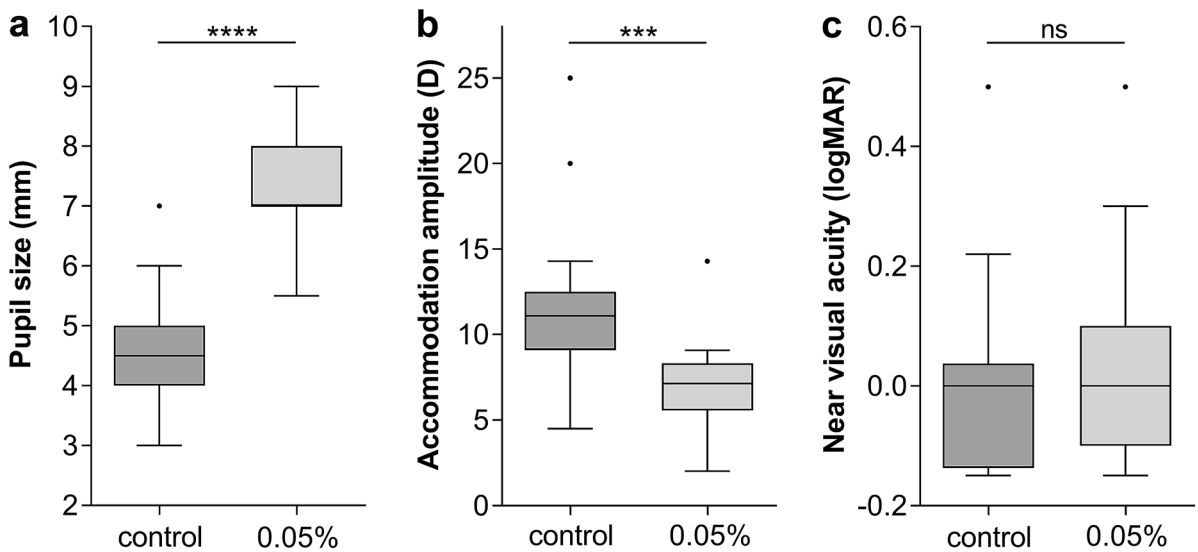 a
Pupil size (mm)
10
9
8
7
6
5
4
3
2
****
control
0.05%
b
Accommodation amplitude (D)
25
20
15
10
5
0
***
control
0.05%
c
Near visual acuity (logMAR)
0.6
0.4
0.2
0.0
-0.2
ns
control
0.05%